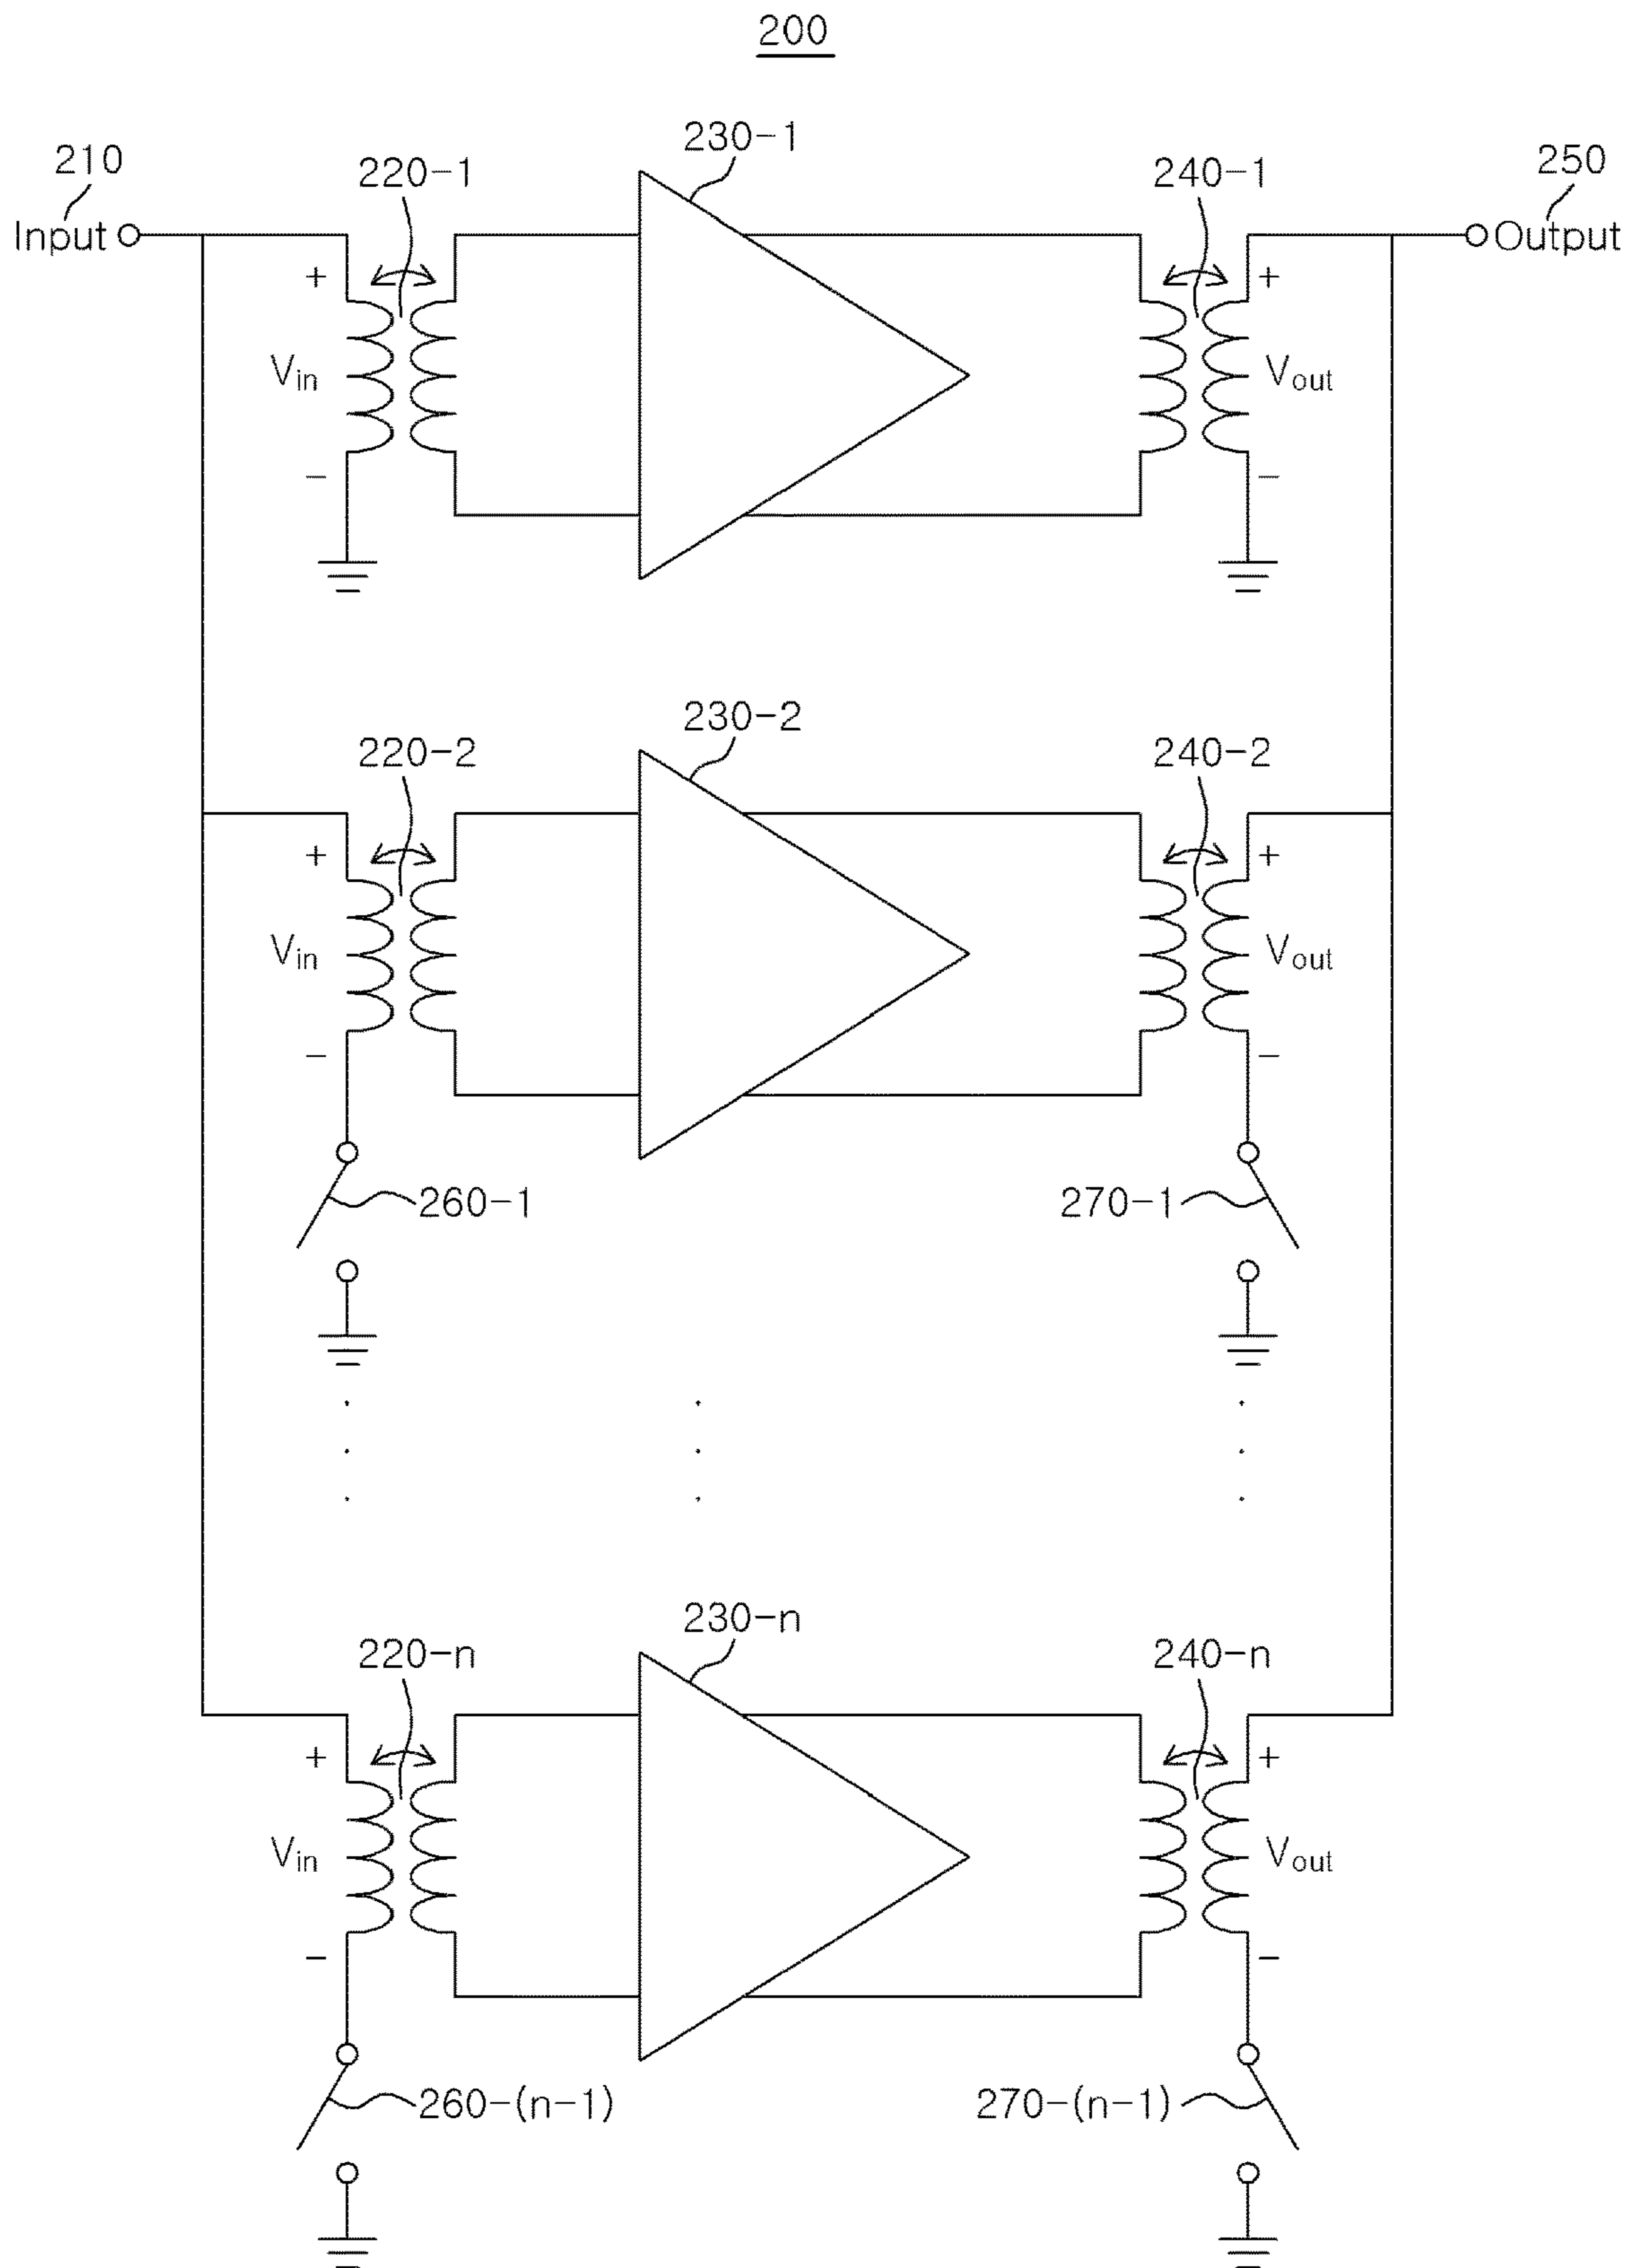 200
230-1
210
220-1
240-1
250
Input
Output
+
+
Vin
Vout
−
−
230-2
220-2
240-2
+
+
Vin
Vout
−
−
260-1
270-1
230-n
220-n
240-n
+
+
Vin
Vout
−
−
260-(n-1)
270-(n-1)